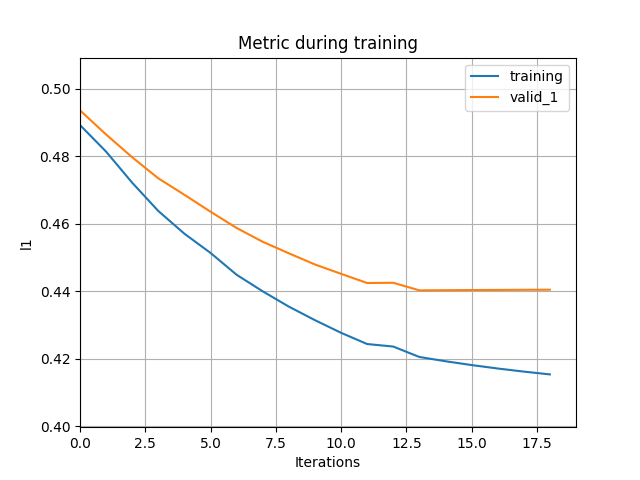 Metric during training
training
valid_1
0.50
0.48
0.46
0.44
0.42
0.40
l1
0.0 2.5 5.0 7.5 10.0 12.5 15.0 17.5
Iterations